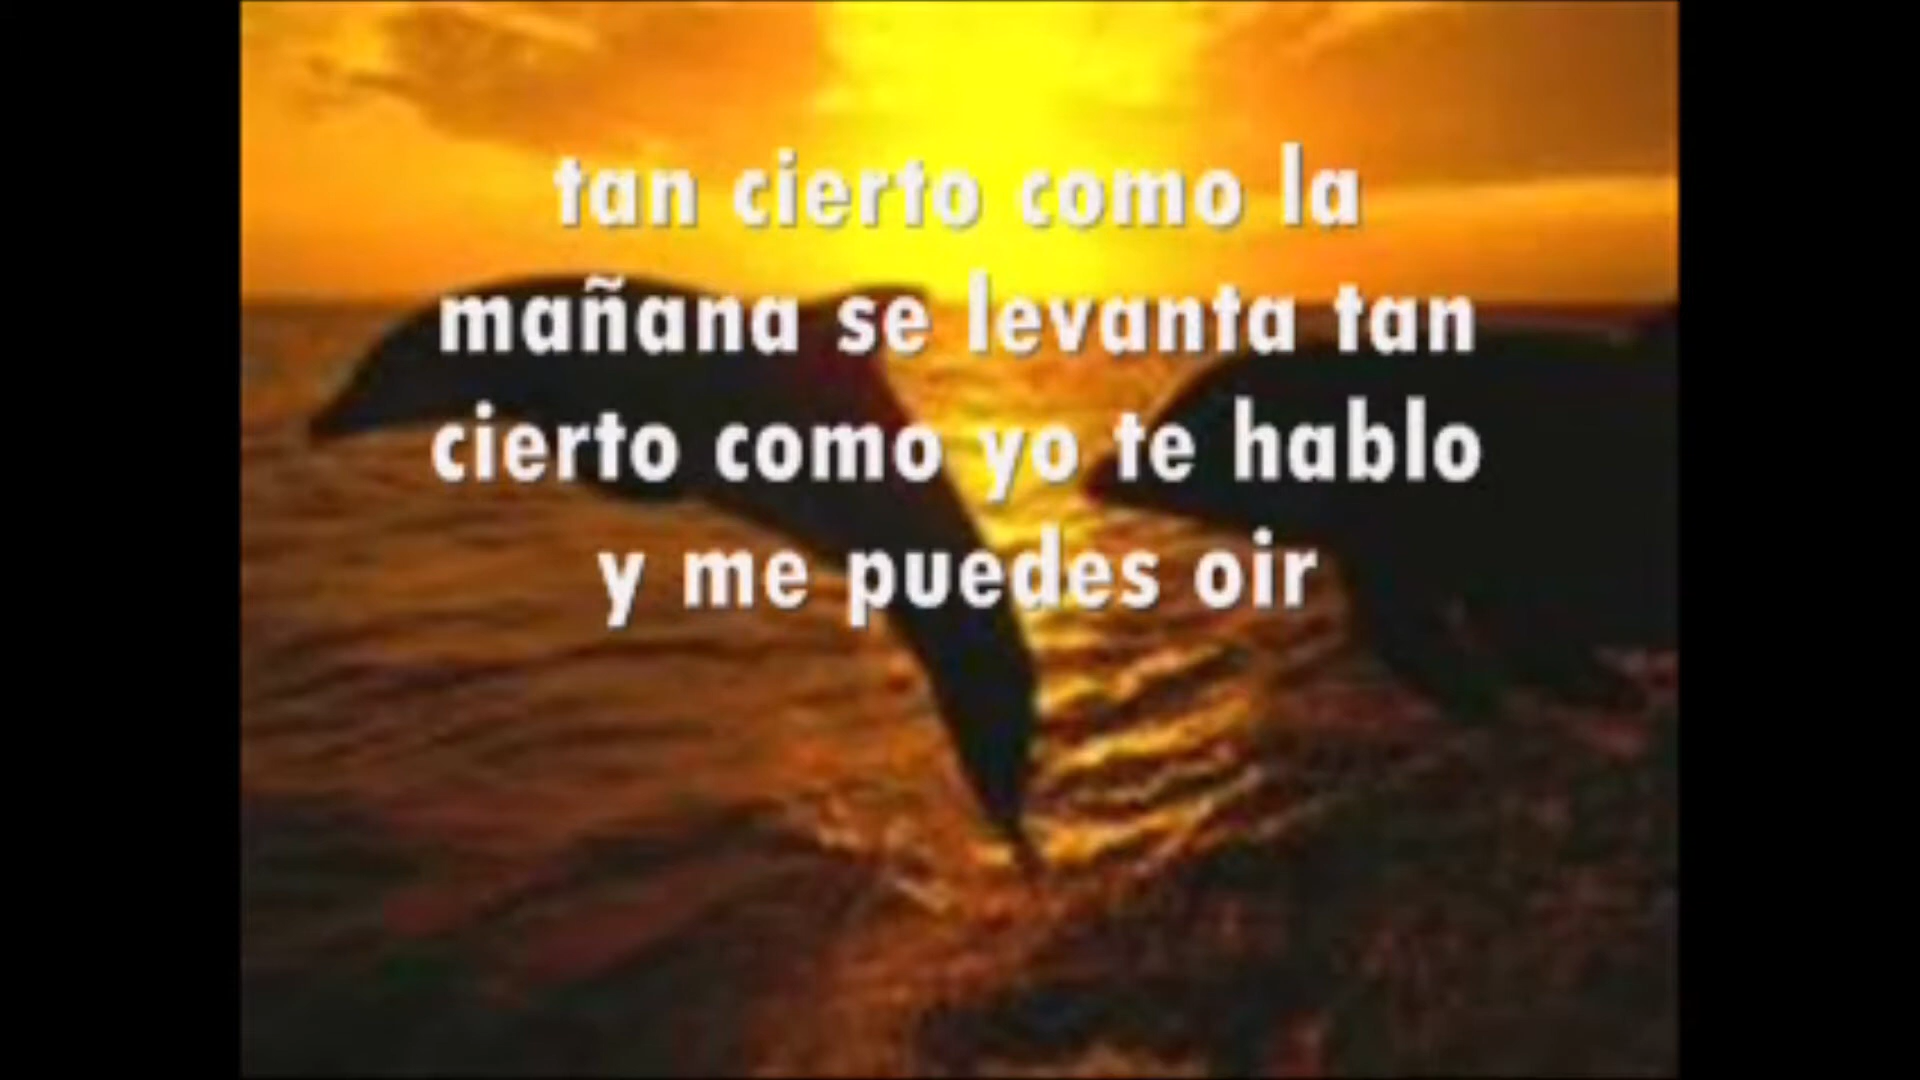 tan cierto como la
mañana se levanta tan
cierto como yo te hablo
y me puedes oir